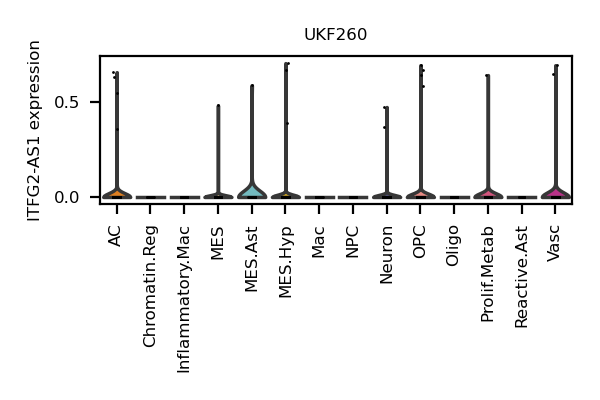 UKF260
ITFG2-AS1 expression
0.5
0.0
AC
Chromatin.Reg
Inflammatory.Mac
MES
MES.Ast
MES.Hyp
Mac
NPC
Neuron
OPC
Oligo
Prolif.Metab
Reactive.Ast
Vasc